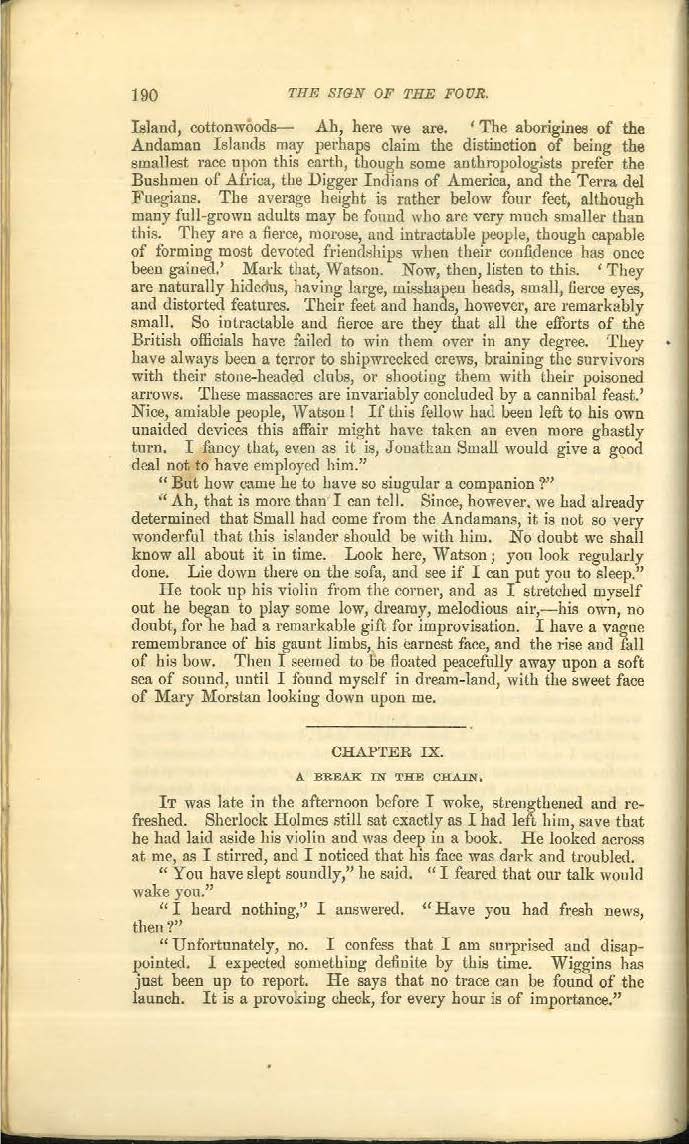 190 THE SIGN OF THE FOUR.
Island, cottonwoods— Ah, here we are. ‘The aborigines of the
Andaman Islands may perhaps claim the distinction of being the
smallest race upon this earth, though some anthropologists prefer the
Bushmen of Africa, the Digger Indians of America, and the Terra del
Fuegians. The average height is rather below four feet, although
many full-grown adults may be found who are very much smaller than
this. They are a fierce, morose, and intractable people, though capable
of forming most devoted friendships when their confidence has once
been gained.’ Mark that, Watson. Now, then, listen to this. ‘They
are naturally hideous, having large, misshapen heads, small, fierce eyes,
and distorted features. Their feet and hands, however, are remarkably
small. So intractable and fierce are they that all the efforts of the
British officials have failed to win them over in any degree. They
have always been a terror to shipwrecked crews, braining the survivors
with their stone-headed clubs, or shooting them with their poisoned
arrows. These massacres are invariably concluded by a cannibal feast.’
Nice, amiable people, Watson! If this fellow had been left to his own
unaided devices this affair might have taken an even more ghastly
turn. I fancy that, even as it is, Jonathan Small would give a good
deal not to have employed him.”
“But how came he to have so singular a companion?”
“Ah, that is more than I can tell. Since, however, we had already
determined that Small had come from the Andamans, it is not so very
wonderful that this islander should be with him. No doubt we shall
know all about it in time. Look here, Watson; you look regularly
done. Lie down there on the sofa, and see if I can put you to sleep.”
He took up his violin from the corner, and as I stretched myself
out he began to play some low, dreamy, melodious air,—his own, no
doubt, for he had a remarkable gift for improvisation. I have a vague
remembrance of his gaunt limbs, his earnest face, and the rise and fall
of his bow. Then I seemed to be floated peacefully away upon a soft
sea of sound, until I found myself in dream-land, with the sweet face
of Mary Morstan looking down upon me.
CHAPTER IX.
A BREAK IN THE CHAIN.
IT was late in the afternoon before I woke, strengthened and re-
freshed. Sherlock Holmes still sat exactly as I had left him, save that
he had laid aside his violin and was deep in a book. He looked across
at me, as I stirred, and I noticed that his face was dark and troubled.
“You have slept soundly,” he said. “I feared that our talk would
wake you.”
“I heard nothing,” I answered. “Have you had fresh news,
then?”
“Unfortunately, no. I confess that I am surprised and disap-
pointed. I expected something definite by this time. Wiggins has
just been up to report. He says that no trace can be found of the
launch. It is a provoking check, for every hour is of importance.”